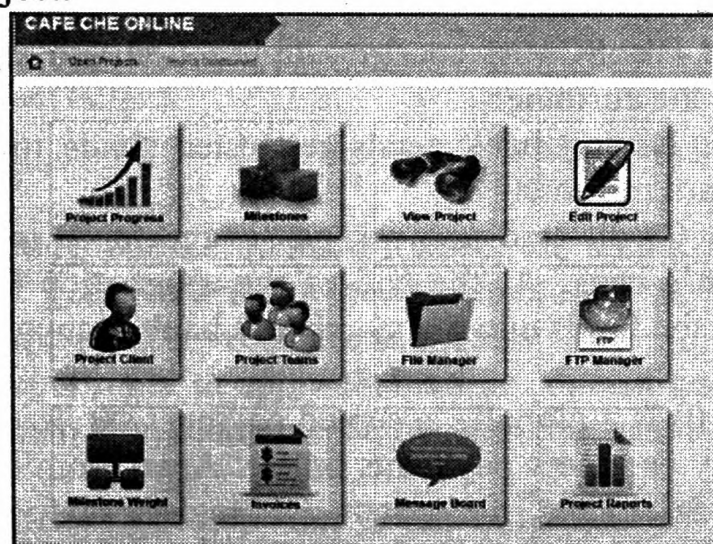 CAFE CHE ONLINE
Open Projects
Project Progress
Milestones
View Project
Edit Project
Project Client
Project Teams
File Manager
FTP
FTP Manager
Milestone Weight
Invoices
Message Board
Project Reports